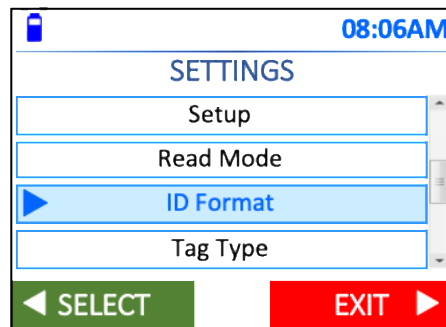 08:06AM
SETTINGS
Setup
Read Mode
ID Format
Tag Type
SELECT EXIT